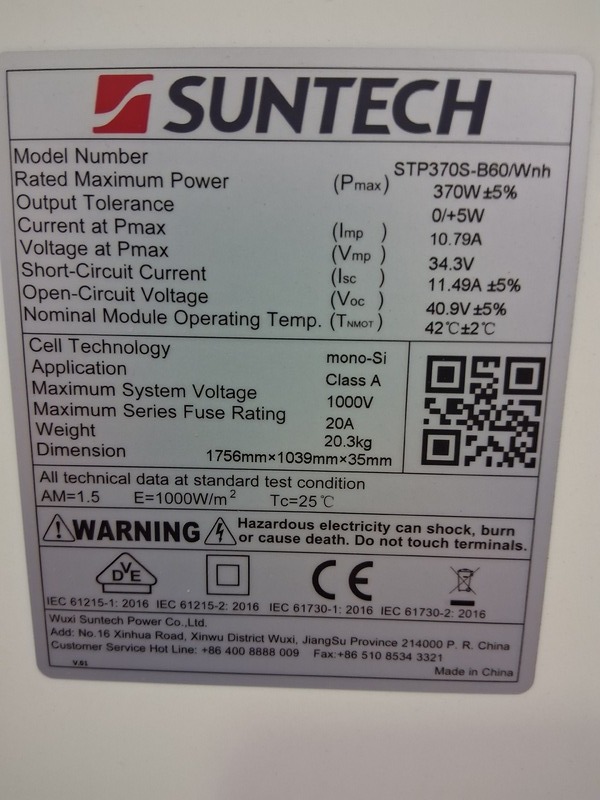 SUNTECH
Model Number STP370S-B60/Wnh
Rated Maximum Power (Pmax) 370W ±5%
Output Tolerance 0/+5W
Current at Pmax (Imp) 10.79A
Voltage at Pmax (Vmp) 34.3V
Short-Circuit Current (Isc) 11.49A ±5%
Open-Circuit Voltage (Voc) 40.9V ±5%
Nominal Module Operating Temp. (TNMOT) 42℃±2℃
Cell Technology mono-Si
Application Class A
Maximum System Voltage 1000V
Maximum Series Fuse Rating 20A
Weight 20.3kg
Dimension 1756mm×1039mm×35mm
All technical data at standard test condition
AM=1.5 E=1000W/m² Tc=25℃
WARNING Hazardous electricity can shock, burn
or cause death. Do not touch terminals.
DVE CE
IEC 61215-1: 2016 IEC 61215-2: 2016 IEC 61730-1: 2016 IEC 61730-2: 2016
Wuxi Suntech Power Co.,Ltd.
Add: No.16 Xinhua Road, Xinwu District Wuxi, JiangSu Province 214000 P. R. China
Customer Service Hot Line: +86 400 8888 009 Fax:+86 510 8534 3321
V.01 Made in China